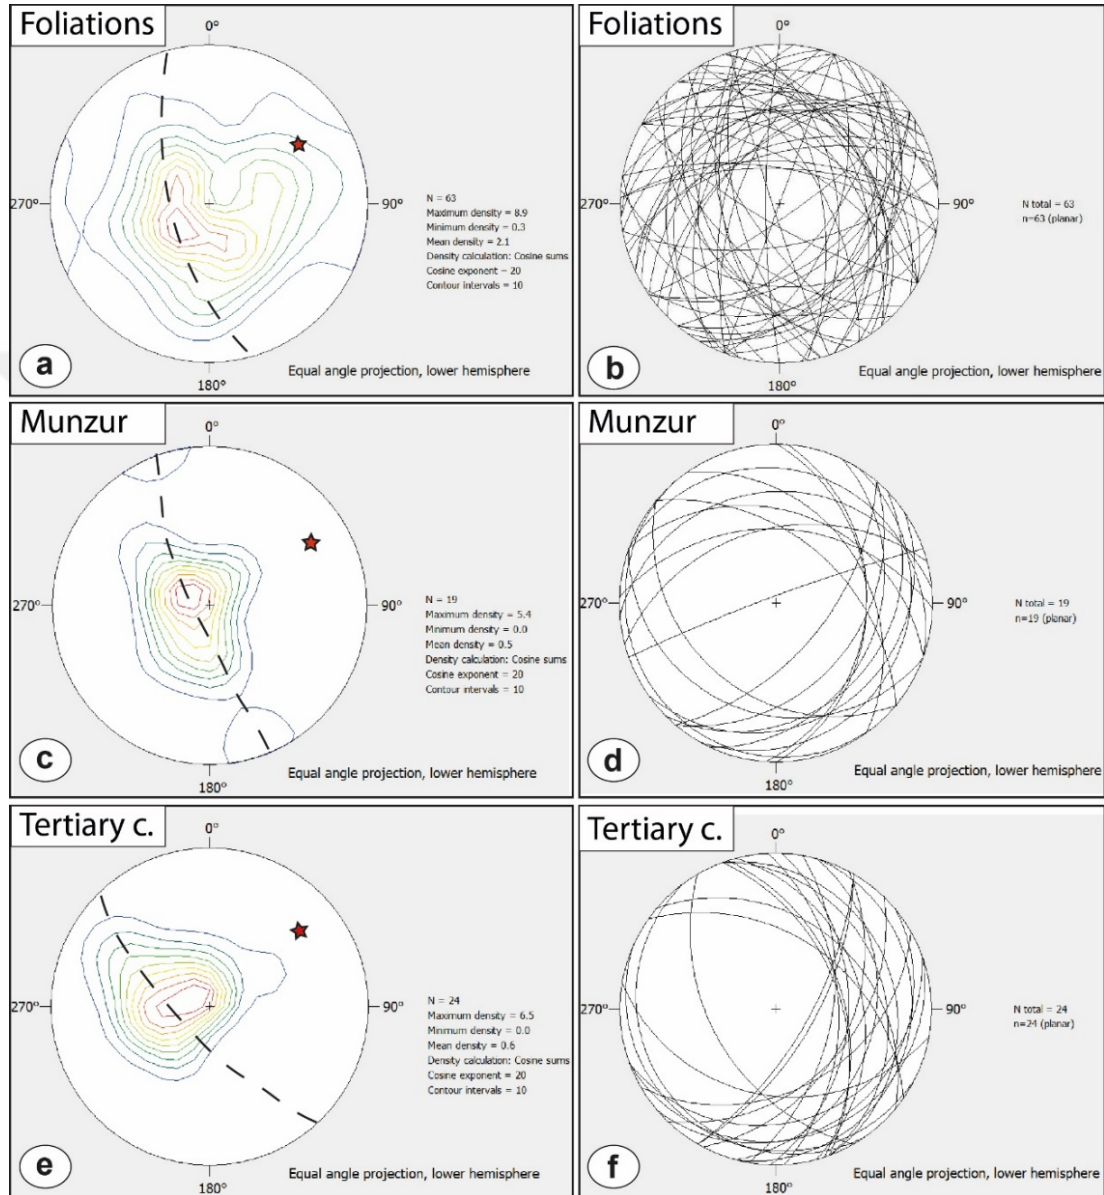 Foliations
0°
270°
90°
180°
N = 63
Maximum density = 8.9
Minimum density = 0.3
Mean density = 2.1
Density calculation: Cosine sums
Cosine exponent = 20
Contour intervals = 10
a
Equal angle projection, lower hemisphere
Foliations
0°
270°
90°
180°
N total = 63
n=63 (planar)
b
Equal angle projection, lower hemisphere
Munzur
0°
270°
90°
180°
N = 19
Maximum density = 5.4
Minimum density = 0.0
Mean density = 0.5
Density calculation: Cosine sums
Cosine exponent = 20
Contour intervals = 10
c
Equal angle projection, lower hemisphere
0°
270°
90°
180°
N total = 19
n=19 (planar)
d
Equal angle projection, lower hemisphere
Munzur
Tertiary c.
0°
270°
90°
180°
N = 24
Maximum density = 6.5
Minimum density = 0.0
Mean density = 0.6
Density calculation: Cosine sums
Cosine exponent = 20
Contour intervals = 10
e
Equal angle projection, lower hemisphere
Tertiary c.
0°
270°
90°
180°
N total = 24
n=24 (planar)
f
Equal angle projection, lower hemisphere